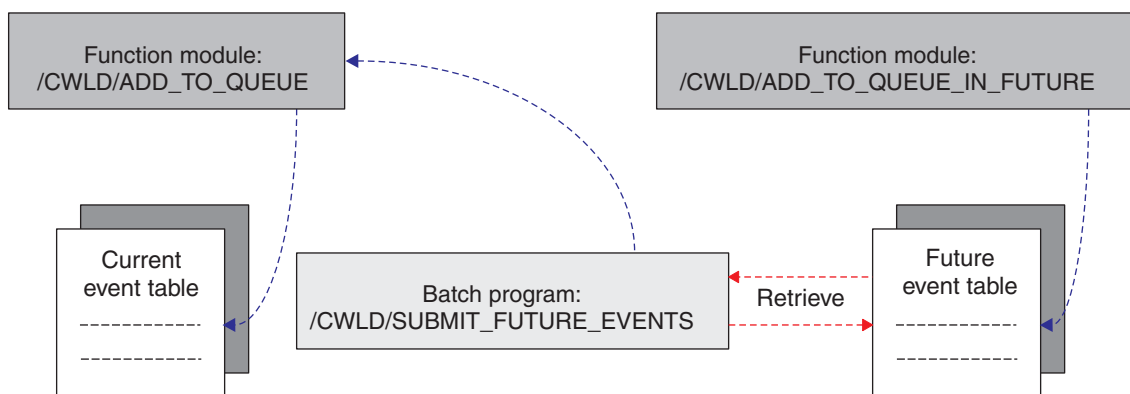 Function module:
/CWLD/ADD_TO_QUEUE
Function module:
/CWLD/ADD_TO_QUEUE_IN_FUTURE
Current
event table
Batch program:
/CWLD/SUBMIT_FUTURE_EVENTS
Retrieve
Future
event table